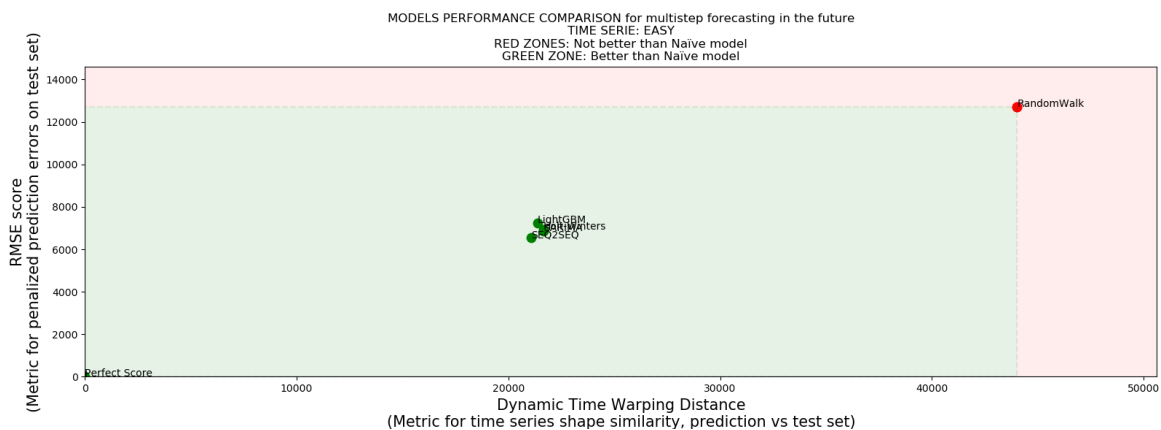 MODELS PERFORMANCE COMPARISON for multistep forecasting in the future
TIME SERIE: EASY
RED ZONES: Not better than Naïve model
GREEN ZONE: Better than Naïve model
RMSE score
(Metric for penalized prediction errors on test set)
14000
12000
10000
8000
6000
4000
2000
0
RandomWalk
LightGBM
SEQ2SEQ
Perfect Score
0
10000
20000
30000
40000
50000
Dynamic Time Warping Distance
(Metric for time series shape similarity, prediction vs test set)